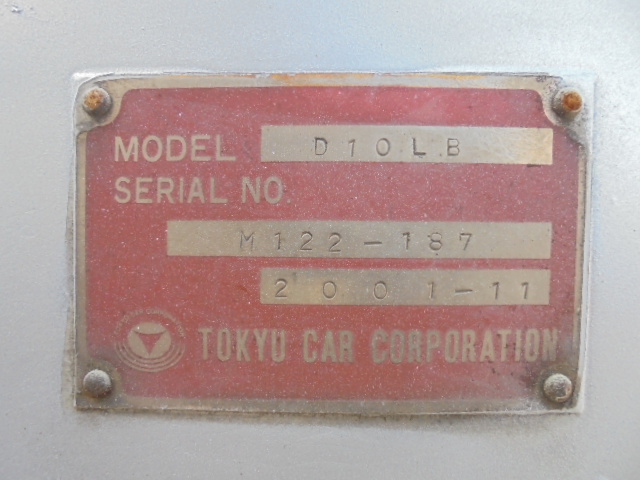 MODEL D10LB
SERIAL NO.
M122-187
2001-11
TOKYU CAR CORPORATION